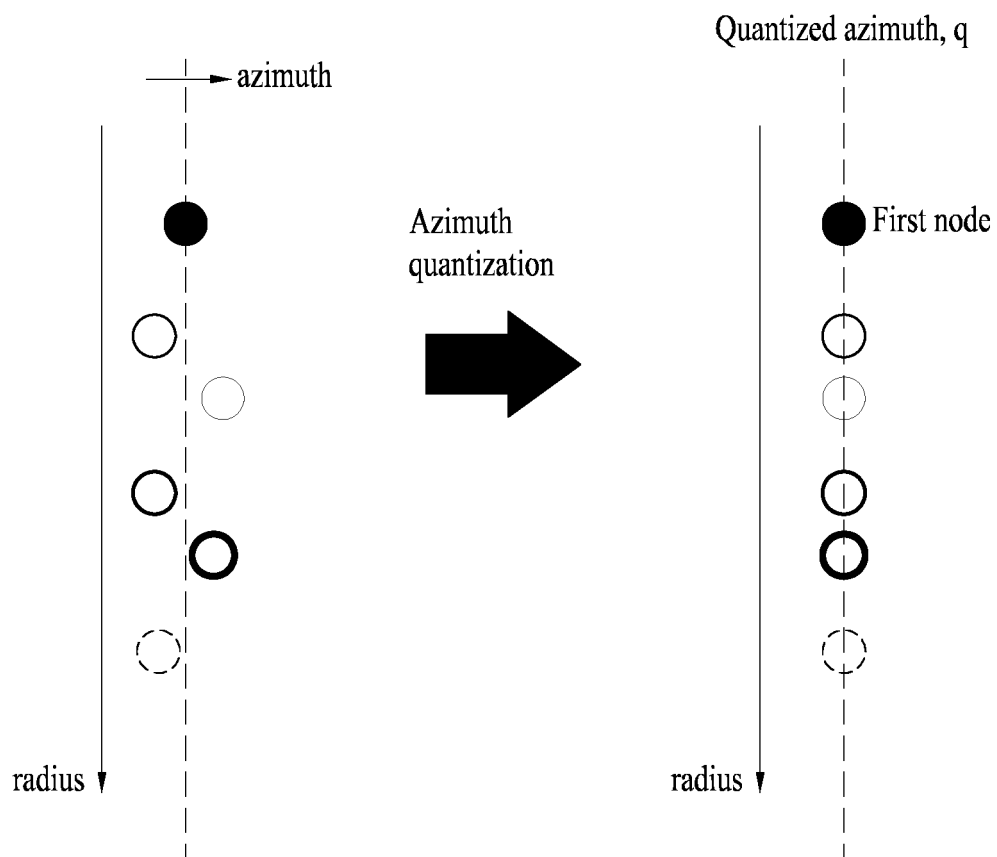 Quantized azimuth, q
azimuth
First node
Azimuth
quantization
radius
radius